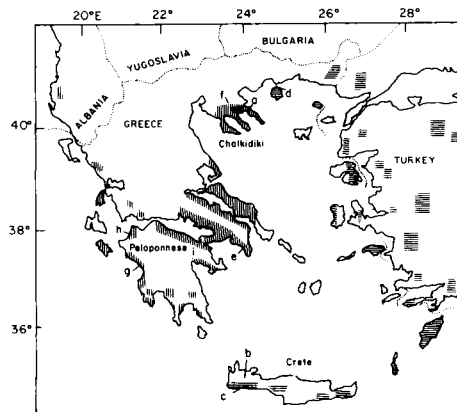 20°E 22° 24° 26° 28°
BULGARIA
YUGOSLAVIA
ALBANIA
f a d
40°
GREECE
Chalkidiki
TURKEY
38°
h
Peloponnese i e
g
36°
b
Crete
c